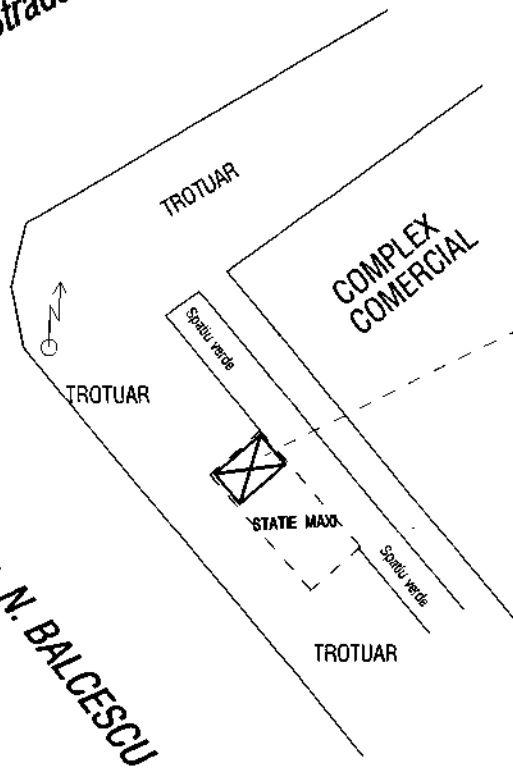 TROTUAR
COMPLEX
COMERCIAL
N
Spatiu verde
TROTUAR
STATIE MAXI
Spatiu verde
N. BALCESCU
TROTUAR